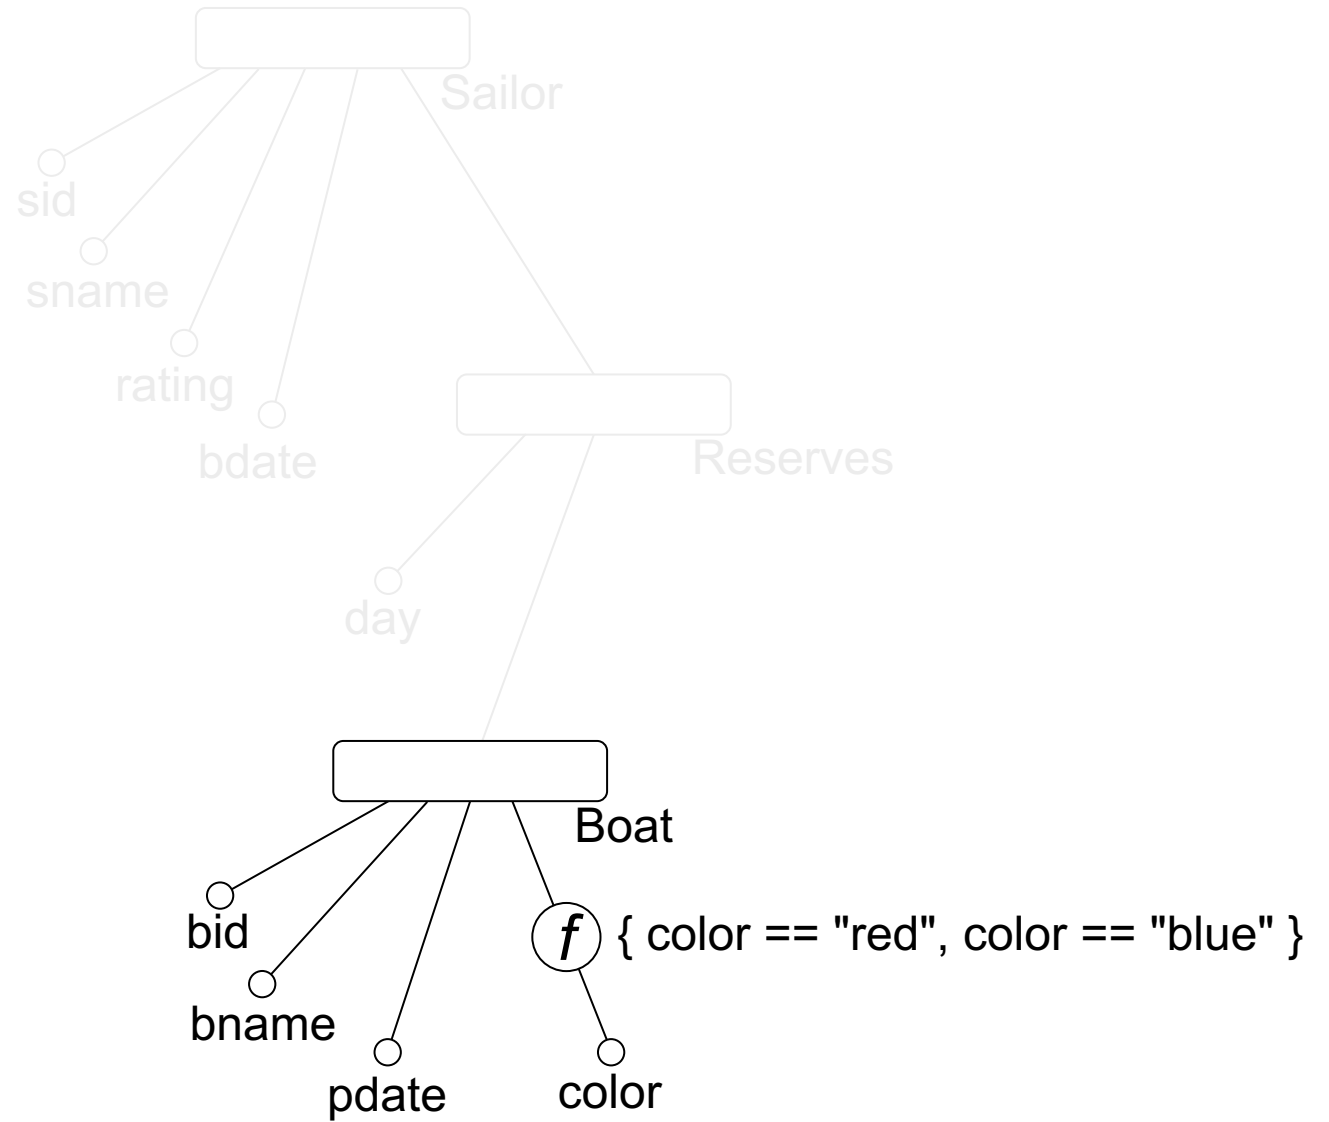 Sailor
sid
sname
rating
bdate
Reserves
day
Boat
bid
f { color == "red", color == "blue" }
bname
pdate
color